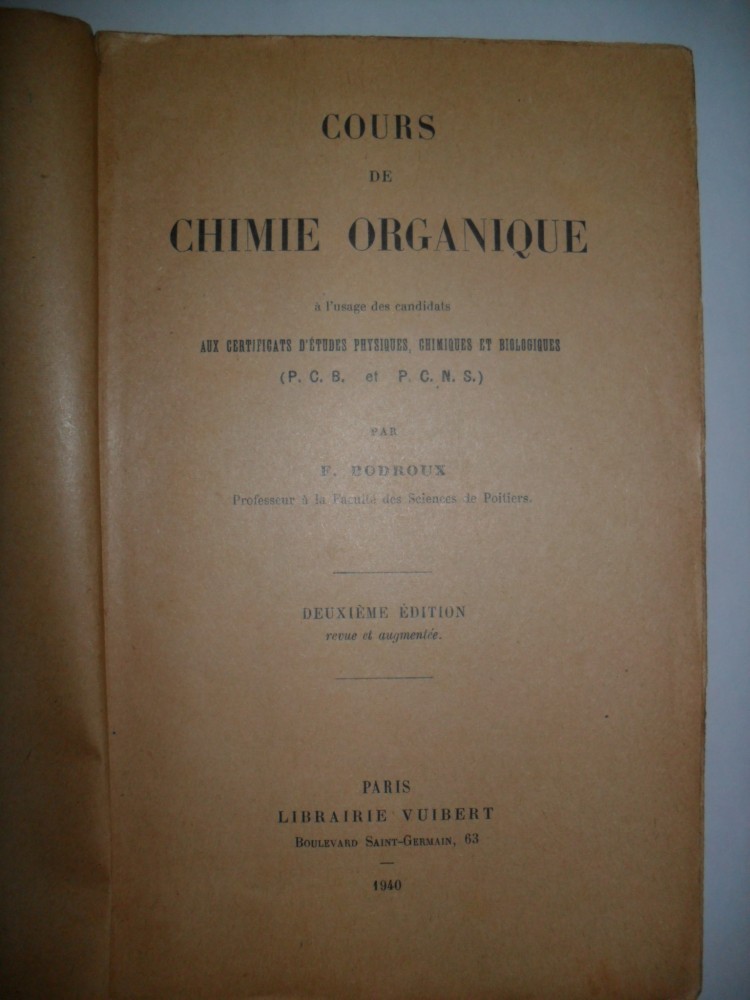 COURS
DE
CHIMIE ORGANIQUE
à l'usage des candidats
AUX CERTIFICATS D'ÉTUDES PHYSIQUES, CHIMIQUES ET BIOLOGIQUES
(P. C. B. et P. C. N. S.)
PAR
F. BODROUX
Professeur à la Faculté des Sciences de Poitiers.
DEUXIÈME ÉDITION
revue et augmentée.
PARIS
LIBRAIRIE VUIBERT
BOULEVARD SAINT-GERMAIN, 63
1940